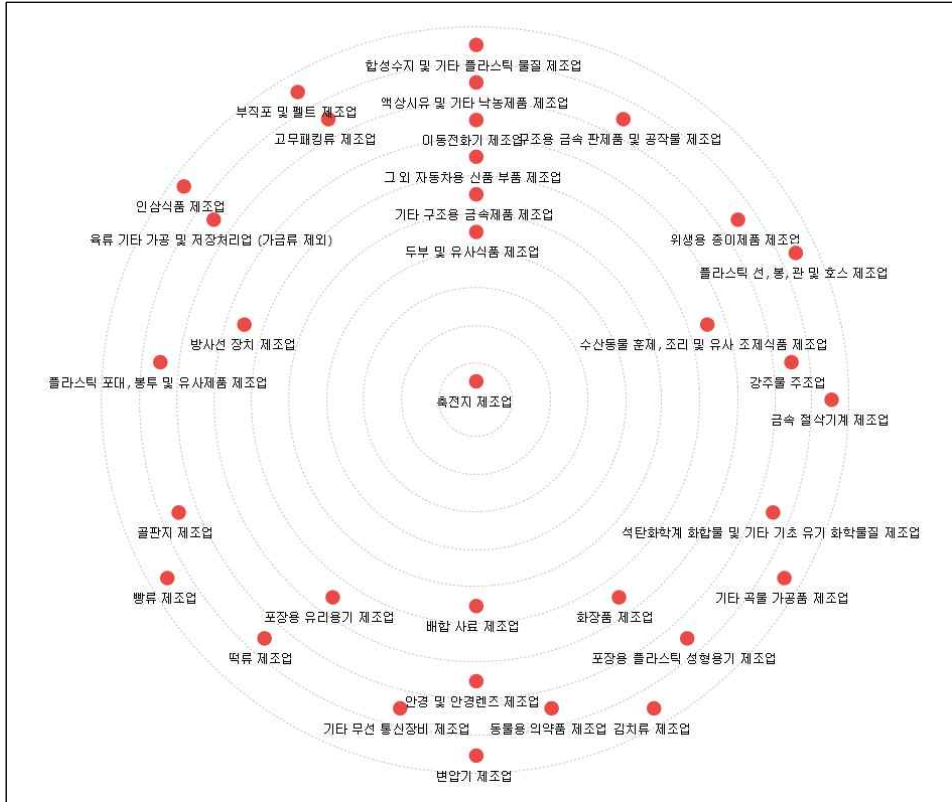 합성수지 및 기타 플라스틱 물질 제조업
부직포 및 펠트 제조업
액상시유 및 기타 낙농제품 제조업
고무패킹류 제조업
이동전화기 제조업
구조용 금속 판제품 및 공작물 제조업
그 외 자동차용 신품 부품 제조업
인삼식품 제조업
기타 구조용 금속제품 제조업
육류 기타 가공 및 저장처리업 (가금류 제외)
위생용 종이제품 제조업
두부 및 유사식품 제조업
플라스틱 선, 봉, 관 및 호스 제조업
방사선 장치 제조업
수산동물 훈제, 조리 및 유사 조제식품 제조업
플라스틱 포대, 봉투 및 유사제품 제조업
강주물 주조업
축전지 제조업
금속 절삭기계 제조업
골판지 제조업
석탄화학계 화합물 및 기타 기초 유기 화학물질 제조업
빵류 제조업
기타 곡물 가공품 제조업
포장용 유리용기 제조업
배합 사료 제조업
화장품 제조업
떡류 제조업
포장용 플라스틱 성형용기 제조업
안경 및 안경렌즈 제조업
기타 무선 통신장비 제조업
동물용 의약품 제조업
김치류 제조업
변압기 제조업